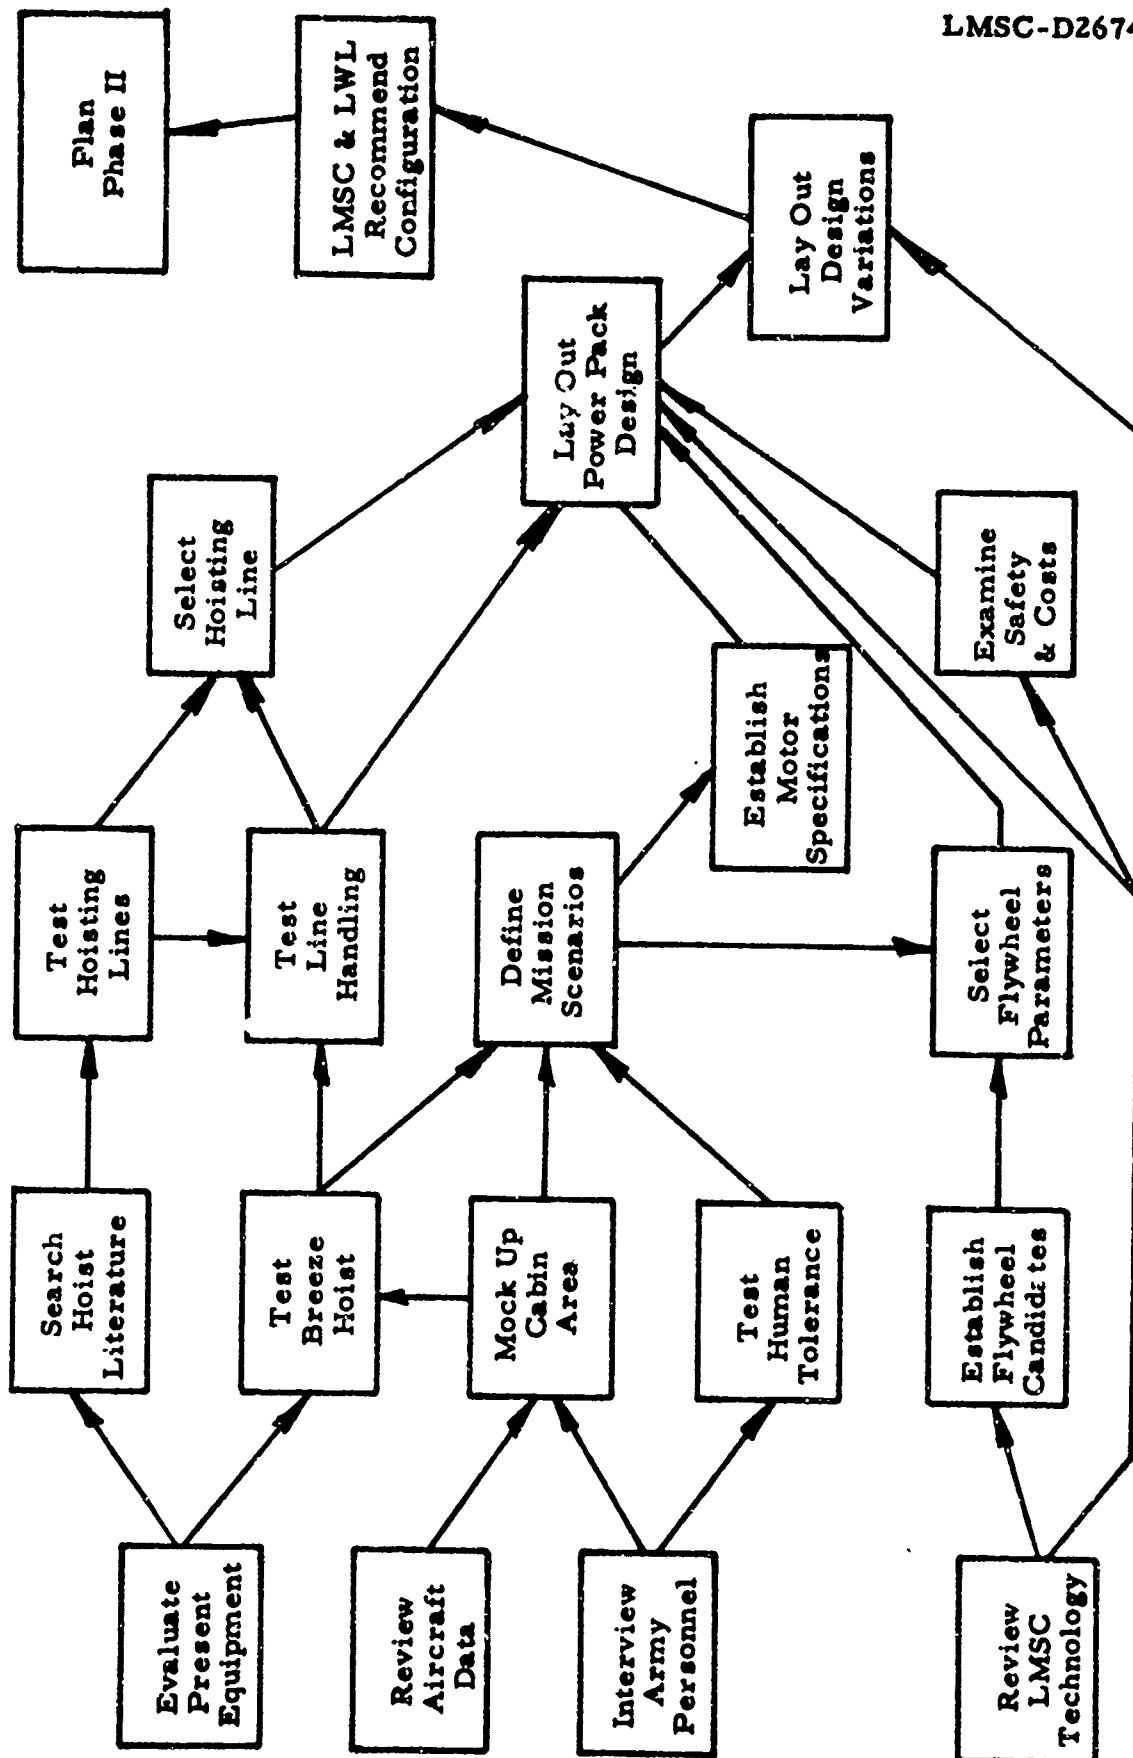 LMSC-D2674
Plan
Phase II
LMSC & LWL
Recommend
Configuration
Lay Out
Design
Variations
Lay Out
Power Pack
Design
Select
Hoisting
Line
Examine
Safety
& Costs
Establish
Motor
Specifications
Test
Hoisting
Lines
Test
Line
Handling
Define
Mission
Scenarios
Select
Flywheel
Parameters
Search
Hoist
Literature
Test
Breeze
Hoist
Mock Up
Cabin
Area
Test
Human
Tolerance
Establish
Flywheel
Candidates
Evaluate
Present
Equipment
Review
Aircraft
Data
Interview
Army
Personnel
Review
LMSC
Technology